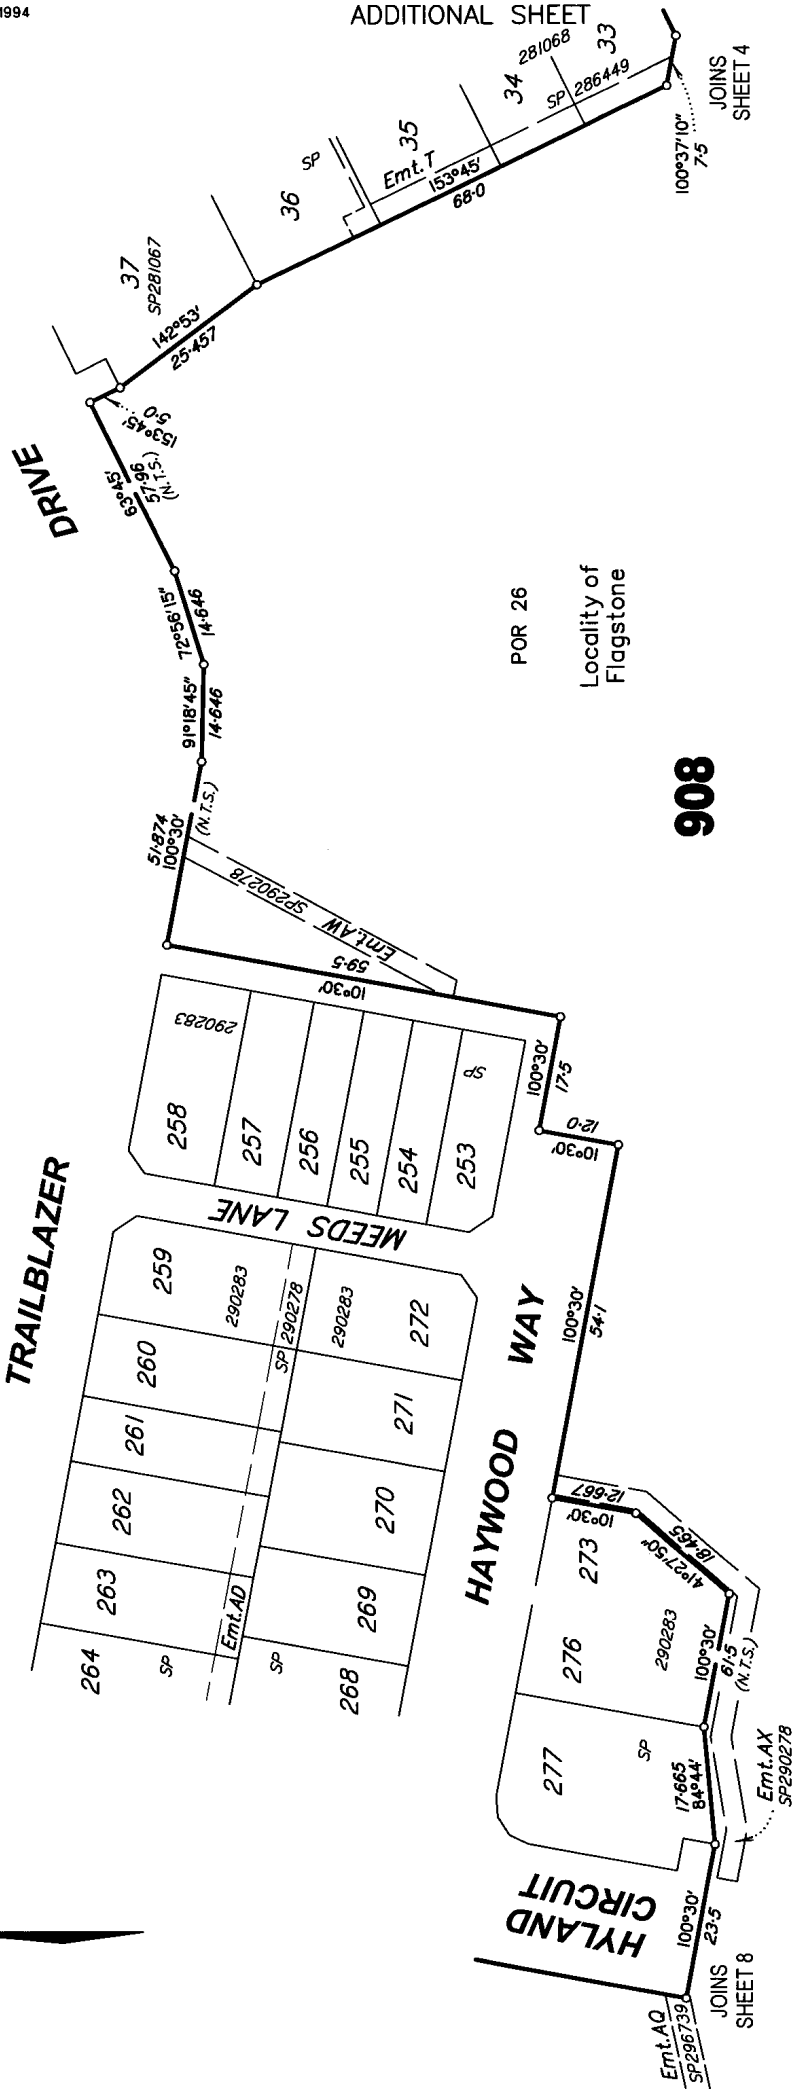 1994
ADDITIONAL SHEET
33
281068
34
SP 286449
JOINS
SHEET 4
100°37'10"
7·5
35
SP
Emt.T
153°45'
68·0
36
37
SP281067
142°53'
25·457
153°45'
5·0
DRIVE
63°45'
57·96
(N.T.S.)
72°56'15"
14·646
91°18'45"
14·646
51·874
100°30'
(N.T.S.)
POR 26
Locality of
Flagstone
908
SP290278
Emt.AW
59·5
10°30'
290283
258
257
256
255
254
253
SP
100°30'
17·5
12·0
10°30'
TRAILBLAZER
MEEDS LANE
259
290283
SP 290278
290283
272
260
271
261
262
270
263
269
264
SP
Emt.AD
SP
268
HAYWOOD WAY
100°30'
54·1
12·667
10°30'
273
18·465
41°27'50"
276
290283
100°30'
61·5
(N.T.S.)
277
SP
17·665
84°44'
Emt.AX
SP290278
HYLAND
CIRCUIT
100°30'
23·5
JOINS
SHEET 8
Emt.AQ
SP296739